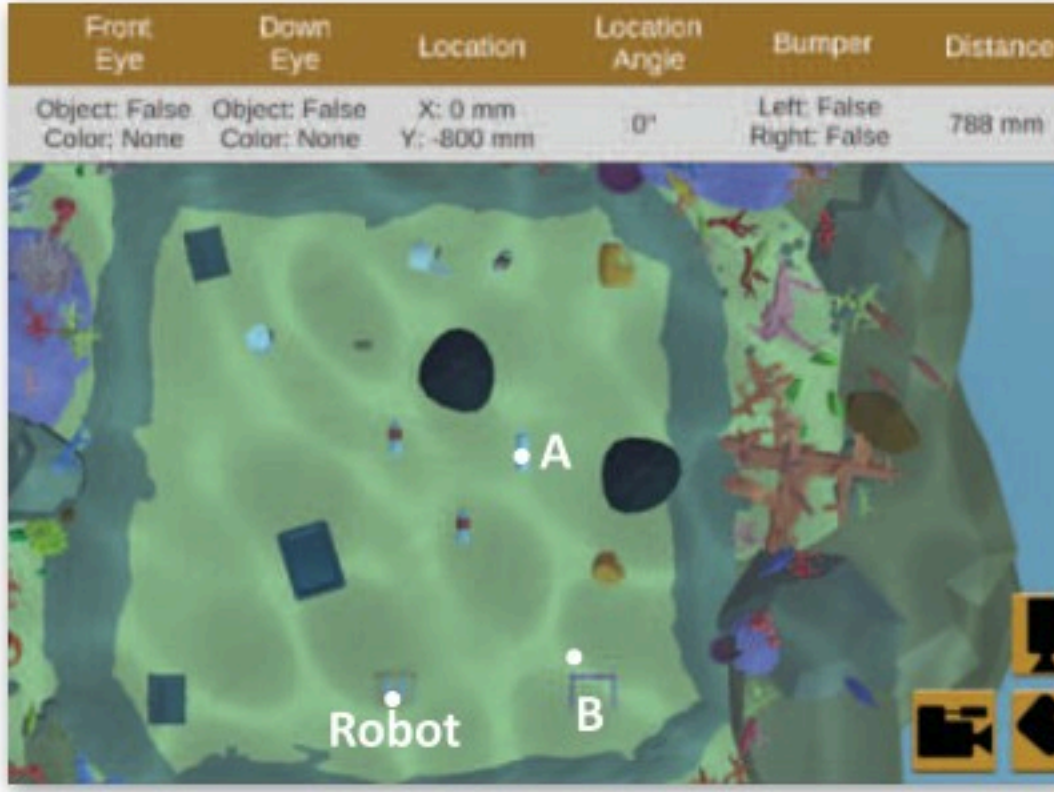 Front Eye
Down Eye
Location
Location Angle
Bumper
Distance
Object: False
Color: None
Object: False
Color: None
X: 0 mm
Y: -800 mm
0°
Left: False
Right: False
788 mm
A
B
Robot